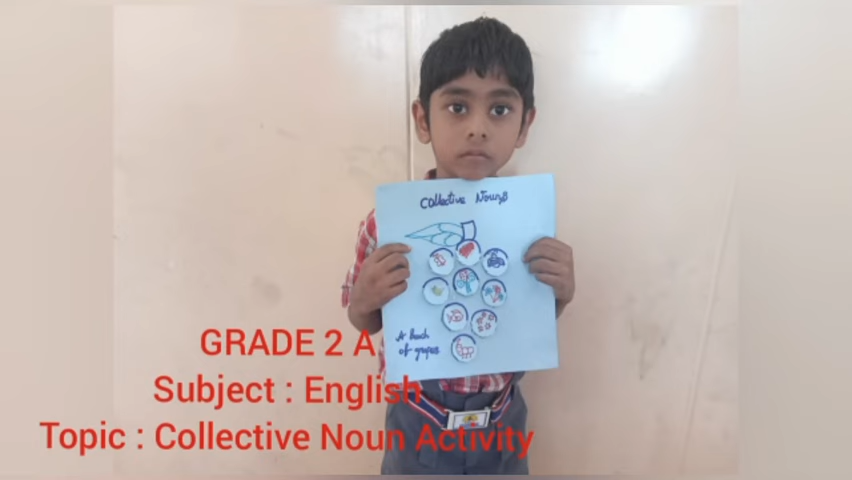 Collective Nouns
A Bunch
of grapes
GRADE 2 A
Subject : English
Topic : Collective Noun Activity